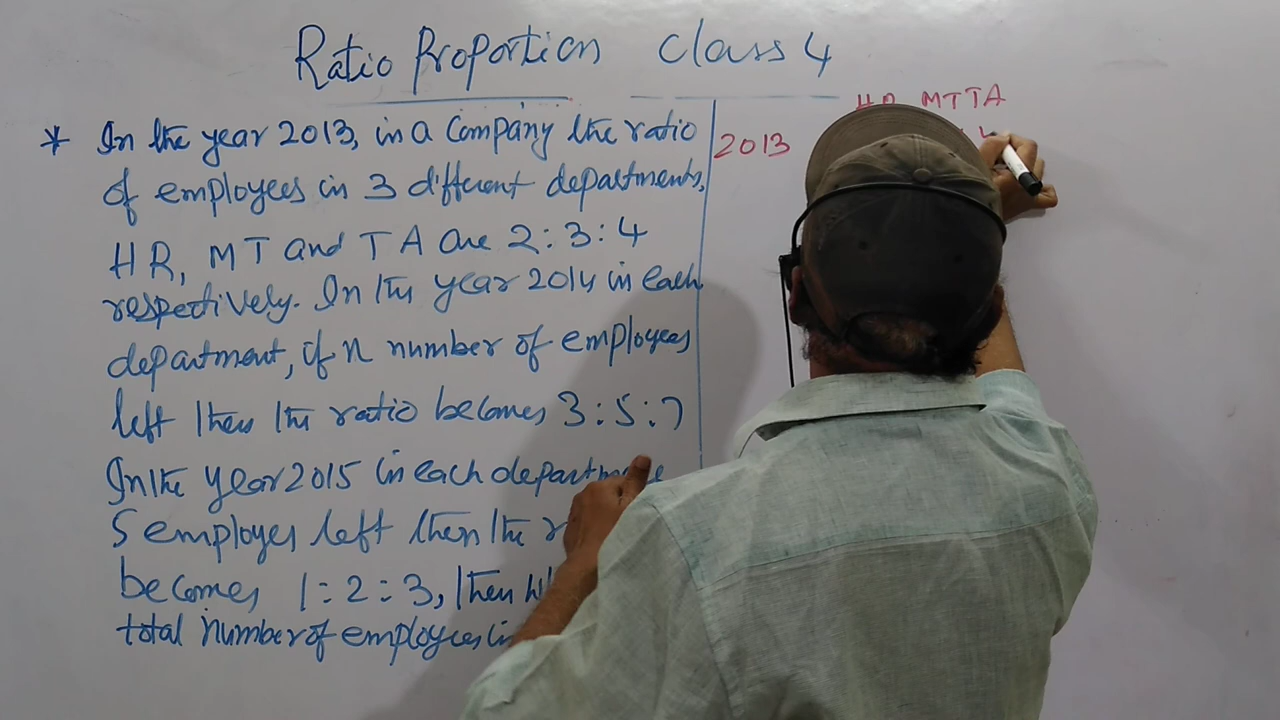 Ratio Proportion Class 4
HR MT TA
* In the year 2013, in a Company the ratio
2013
of employees in 3 different departments,
HR, MT and TA are 2:3:4
respectively. In the year 2014 in each
department, if n number of employees
left then the ratio becomes 3:5:7
In the year 2015 in each
5 employes left then the
becomes 1:2:3, then
total number of employees in